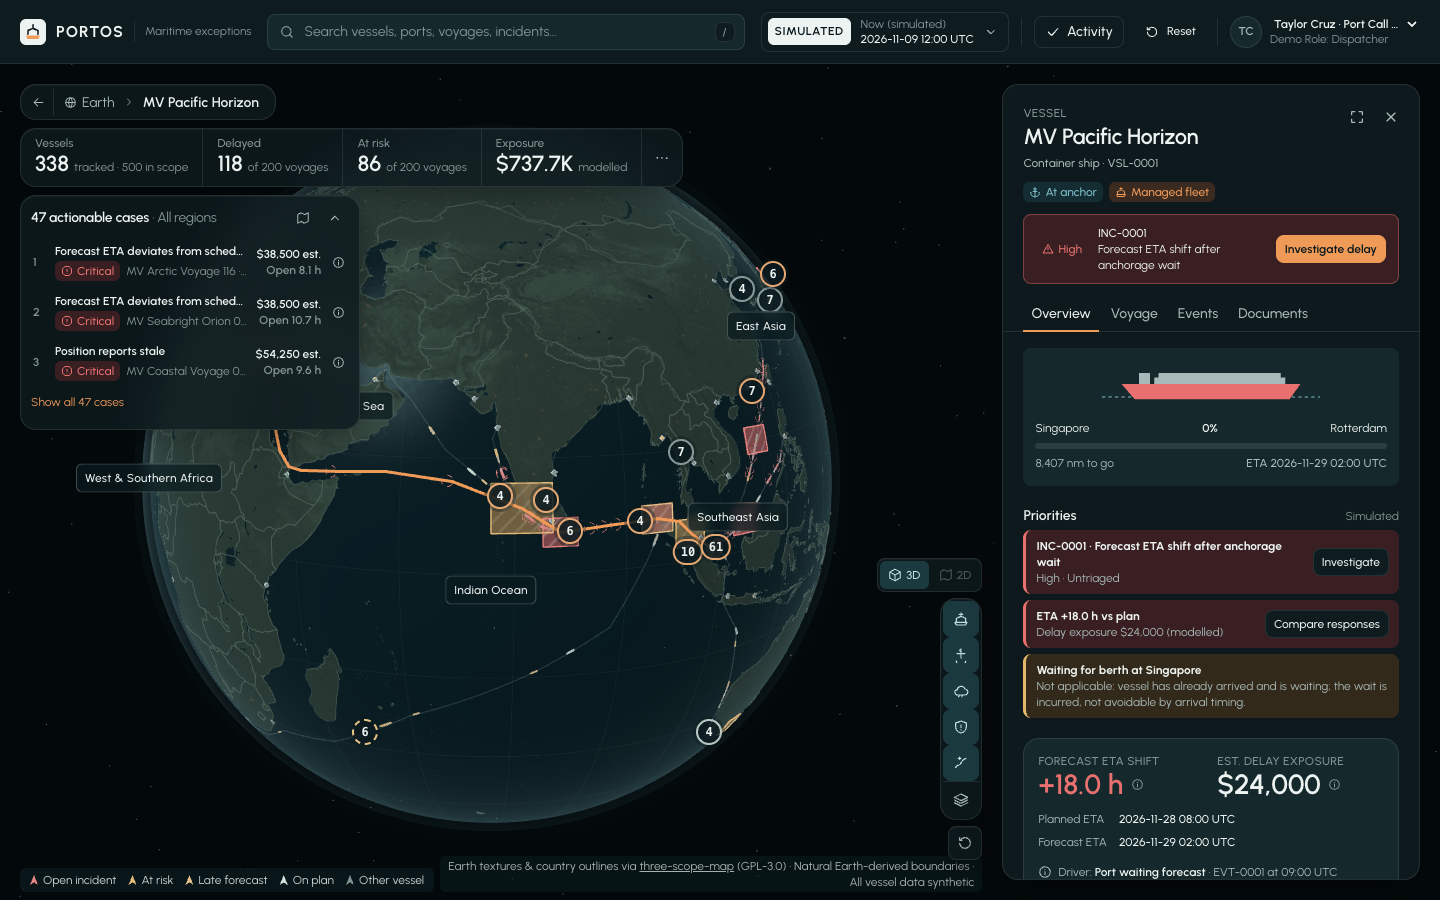 PORTOS
Maritime exceptions
Search vessels, ports, voyages, incidents...
/
SIMULATED
Now (simulated)
2026-11-09 12:00 UTC
Activity
Reset
TC
Taylor Cruz · Port Call ...
Demo Role: Dispatcher
Earth
MV Pacific Horizon
Vessels
338 tracked · 500 in scope
Delayed
118 of 200 voyages
At risk
86 of 200 voyages
Exposure
$737.7K modelled
...
47 actionable cases · All regions
1
Forecast ETA deviates from sched...
$38,500 est.
Critical
MV Arctic Voyage 116 ·...
Open 8.1 h
2
Forecast ETA deviates from sched...
$38,500 est.
Critical
MV Seabright Orion 0...
Open 10.7 h
3
Position reports stale
$54,250 est.
Critical
MV Coastal Voyage 0...
Open 9.6 h
Show all 47 cases
6
4
7
East Asia
7
Sea
7
West & Southern Africa
4
4
6
4
Southeast Asia
10
61
Indian Ocean
6
4
3D
2D
Open incident
At risk
Late forecast
On plan
Other vessel
Earth textures & country outlines via three-scope-map (GPL-3.0) · Natural Earth-derived boundaries ·
All vessel data synthetic
VESSEL
MV Pacific Horizon
Container ship · VSL-0001
At anchor
Managed fleet
High
INC-0001
Forecast ETA shift after
anchorage wait
Investigate delay
Overview
Voyage
Events
Documents
Singapore
0%
Rotterdam
8,407 nm to go
ETA 2026-11-29 02:00 UTC
Priorities
Simulated
INC-0001 · Forecast ETA shift after anchorage
wait
High · Untriaged
Investigate
ETA +18.0 h vs plan
Delay exposure $24,000 (modelled)
Compare responses
Waiting for berth at Singapore
Not applicable: vessel has already arrived and is waiting; the wait is
incurred, not avoidable by arrival timing.
FORECAST ETA SHIFT
+18.0 h
EST. DELAY EXPOSURE
$24,000
Planned ETA
2026-11-28 08:00 UTC
Forecast ETA
2026-11-29 02:00 UTC
Driver: Port waiting forecast · EVT-0001 at 09:00 UTC